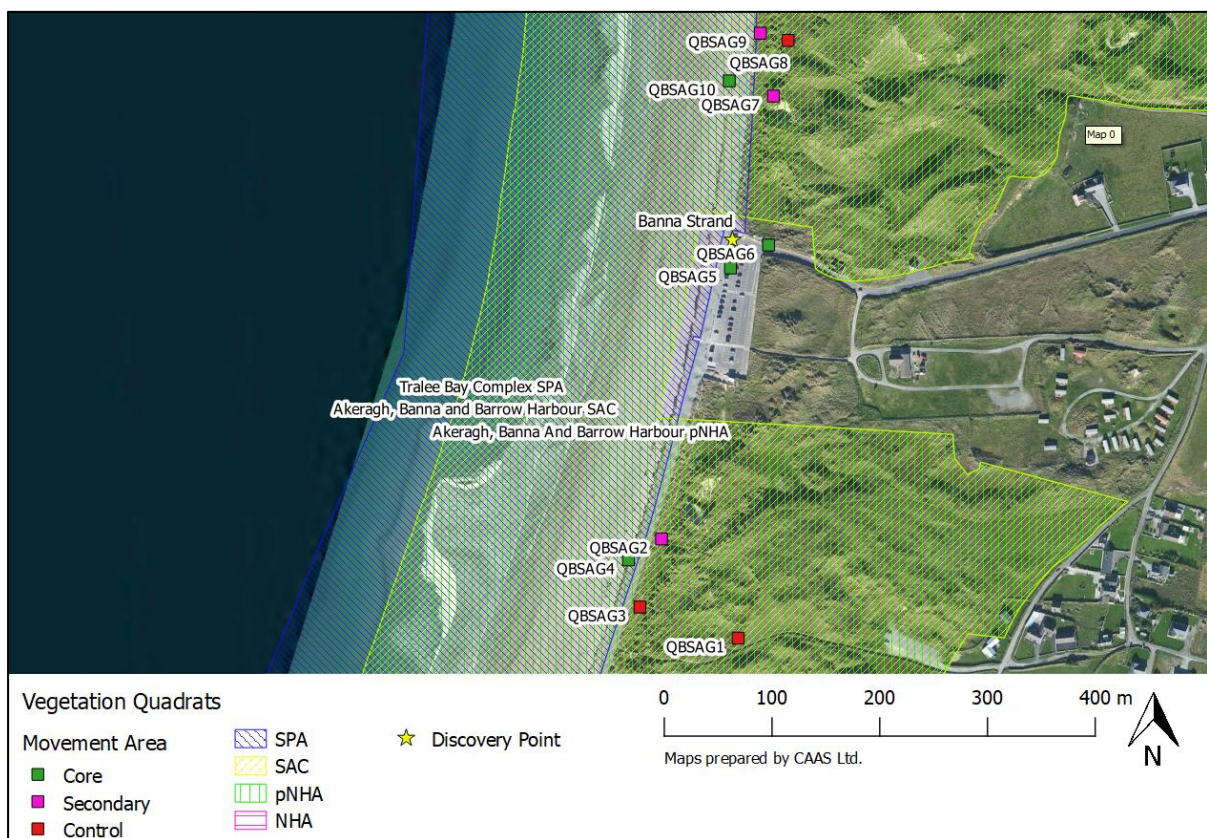 QBSAG9
QBSAG8
QBSAG10
QBSAG7
Map 0
Banna Strand
QBSAG6
QBSAG5
Tralee Bay Complex SPA
Akeragh, Banna and Barrow Harbour SAC
Akeragh, Banna And Barrow Harbour pNHA
QBSAG2
QBSAG4
QBSAG3
QBSAG1
Vegetation Quadrats
Movement Area
Core
Secondary
Control
SPA
SAC
pNHA
NHA
Discovery Point
0 100 200 300 400 m
Maps prepared by CAAS Ltd.
N